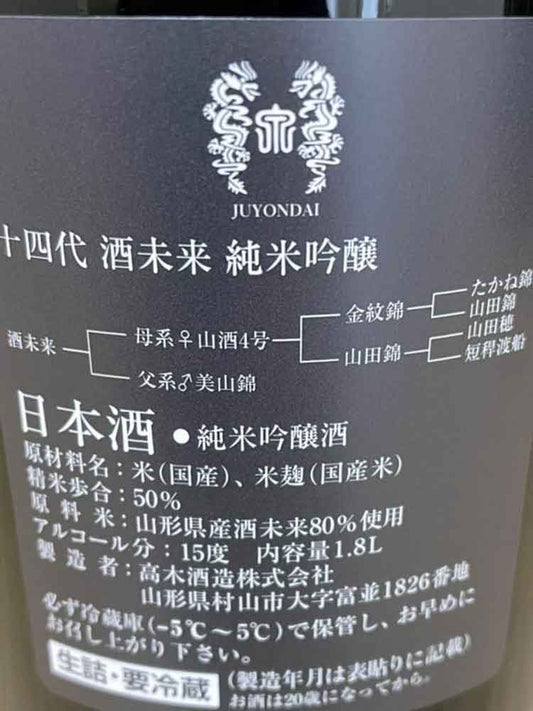 JUYONDAI
十四代 酒未来 純米吟醸
酒未来
母系♀山酒4号
父系♂美山錦
金紋錦
山田錦
たかね錦
山田錦
山田穂
短稈渡船
日本酒 ●純米吟醸酒
原材料名：米(国産)、米麹(国産米)
精米歩合：50%
原料米：山形県産酒未来80%使用
アルコール分：15度 内容量1.8L
製造者：高木酒造株式会社
山形県村山市大字富並1826番地
必ず冷蔵庫(-5℃～5℃)で保管し、お早めに
お召し上がり下さい。
生詰・要冷蔵
(製造年月は表貼りに記載)
お酒は20歳になってから。